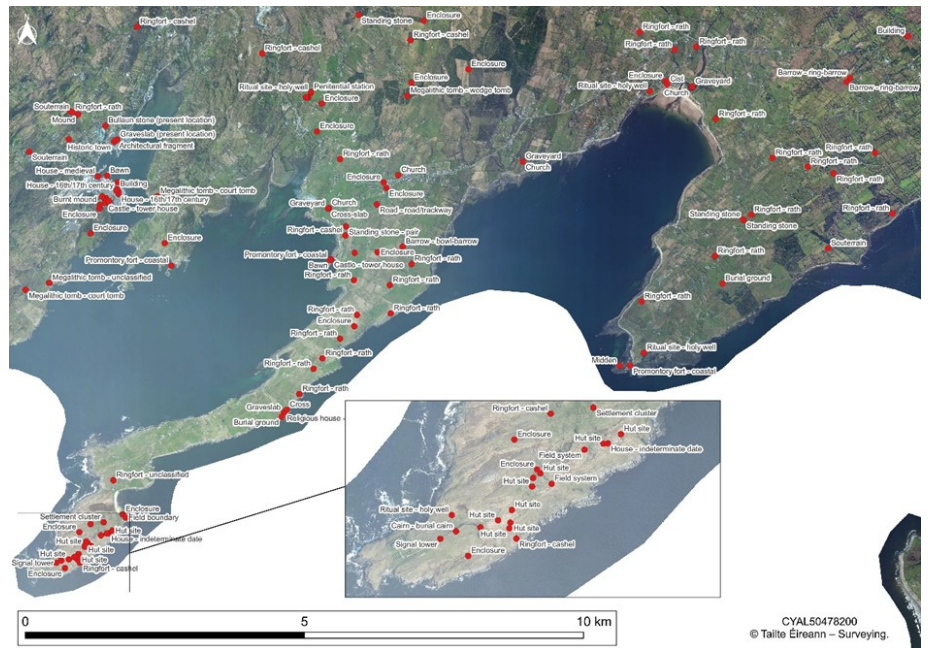 Ringfort - cashel
Standing stone
Enclosure
Ringfort - cashel
Ringfort - cashel
Enclosure
Enclosure
Megalithic tomb - wedge tomb
Ritual site - holy well
Penitential station
Enclosure
Enclosure
Ringfort - rath
Ringfort - rath
Ringfort - rath
Building
Enclosure
Cist
Ritual site - holy well
Church
Graveyard
Barrow - ring-barrow
Barrow - ring-barrow
Ringfort - rath
Souterrain
Ringfort - rath
Mound
Bullaun stone (present location)
Graveslab (present location)
Historic town
Architectural fragment
Souterrain
House - medieval
Bawn
House - 16th/17th century
Building
Megalithic tomb - court tomb
Burnt mound
House - 16th/17th century
Castle - tower house
Enclosure
Enclosure
Enclosure
Promontory fort - coastal
Megalithic tomb - unclassified
Megalithic tomb - court tomb
Ringfort - rath
Church
Enclosure
Enclosure
Graveyard
Church
Graveyard
Church
Cross-slab
Road - road/trackway
Ringfort - cashel
Standing stone - pair
Barrow - bowl-barrow
Promontory fort - coastal
Enclosure
Bawn
Castle - tower house
Ringfort - rath
Ringfort - rath
Ringfort - rath
Ringfort - rath
Ringfort - rath
Ringfort - rath
Ringfort - rath
Standing stone
Ringfort - rath
Standing stone
Ringfort - rath
Souterrain
Ringfort - rath
Burial ground
Ringfort - rath
Ritual site - holy well
Midden
Promontory fort - coastal
Ringfort - rath
Enclosure
Ringfort - rath
Ringfort - rath
Ringfort - rath
Ringfort - rath
Graveslab
Cross
Religious house
Burial ground
Ringfort - unclassified
Enclosure
Settlement cluster
Field boundary
Enclosure
Hut site
House - indeterminate date
Hut site
Hut site
Hut site
Signal tower
Enclosure
Ringfort - cashel
Ringfort - cashel
Settlement cluster
Enclosure
Hut site
Hut site
House - indeterminate date
Field system
Enclosure
Hut site
Hut site
Field system
Ritual site - holy well
Hut site
Cairn - burial cairn
Hut site
Hut site
Signal tower
Ringfort - cashel
Enclosure
0
5
10 km
CYAL50478200
© Tailte Éireann – Surveying.